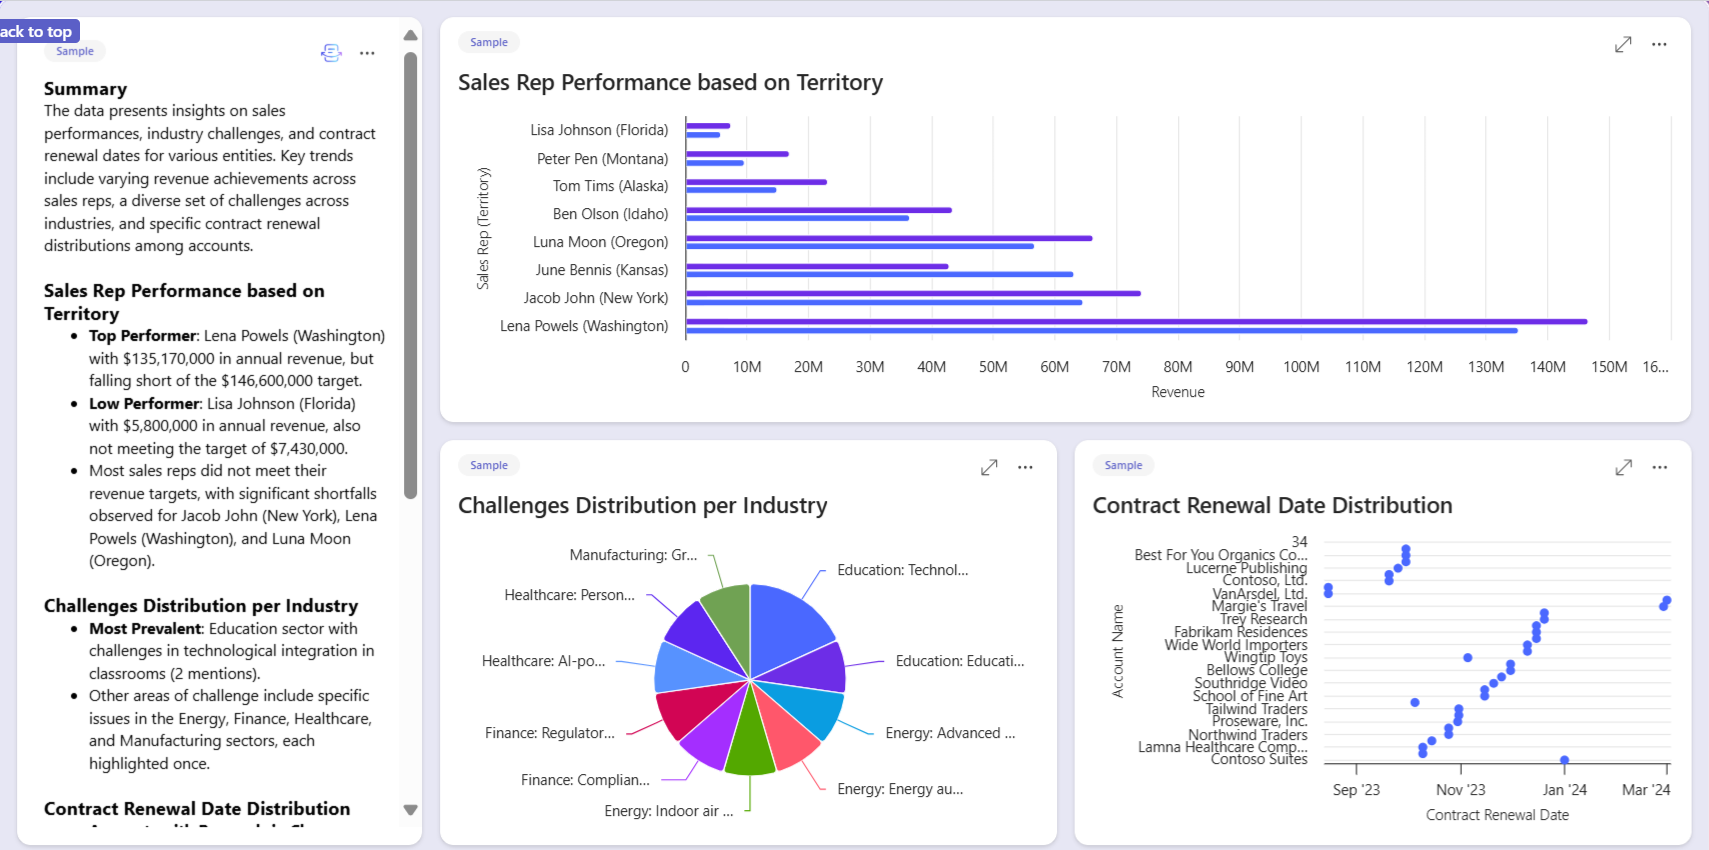 ack to top
Sample
Summary
The data presents insights on sales
performances, industry challenges, and contract
renewal dates for various entities. Key trends
include varying revenue achievements across
sales reps, a diverse set of challenges across
industries, and specific contract renewal
distributions among accounts.
Sales Rep Performance based on
Territory
• Top Performer: Lena Powels (Washington)
with $135,170,000 in annual revenue, but
falling short of the $146,600,000 target.
• Low Performer: Lisa Johnson (Florida)
with $5,800,000 in annual revenue, also
not meeting the target of $7,430,000.
• Most sales reps did not meet their
revenue targets, with significant shortfalls
observed for Jacob John (New York), Lena
Powels (Washington), and Luna Moon
(Oregon).
Challenges Distribution per Industry
• Most Prevalent: Education sector with
challenges in technological integration in
classrooms (2 mentions).
• Other areas of challenge include specific
issues in the Energy, Finance, Healthcare,
and Manufacturing sectors, each
highlighted once.
Contract Renewal Date Distribution
Sample
Sales Rep Performance based on Territory
Sales Rep (Territory)
Lisa Johnson (Florida)
Peter Pen (Montana)
Tom Tims (Alaska)
Ben Olson (Idaho)
Luna Moon (Oregon)
June Bennis (Kansas)
Jacob John (New York)
Lena Powels (Washington)
0 10M 20M 30M 40M 50M 60M 70M 80M 90M 100M 110M 120M 130M 140M 150M 16...
Revenue
Sample
Challenges Distribution per Industry
Manufacturing: Gr...
Education: Technol...
Healthcare: Person...
Healthcare: AI-po...
Education: Educati...
Finance: Regulator...
Energy: Advanced ...
Finance: Complian...
Energy: Energy au...
Energy: Indoor air ...
Sample
Contract Renewal Date Distribution
Account Name
34
Best For You Organics Co...
Lucerne Publishing
Contoso, Ltd.
VanArsdel, Ltd.
Margie's Travel
Trey Research
Fabrikam Residences
Wide World Importers
Wingtip Toys
Bellows College
Southridge Video
School of Fine Art
Tailwind Traders
Proseware, Inc.
Northwind Traders
Lamna Healthcare Comp...
Contoso Suites
Sep '23 Nov '23 Jan '24 Mar '24
Contract Renewal Date